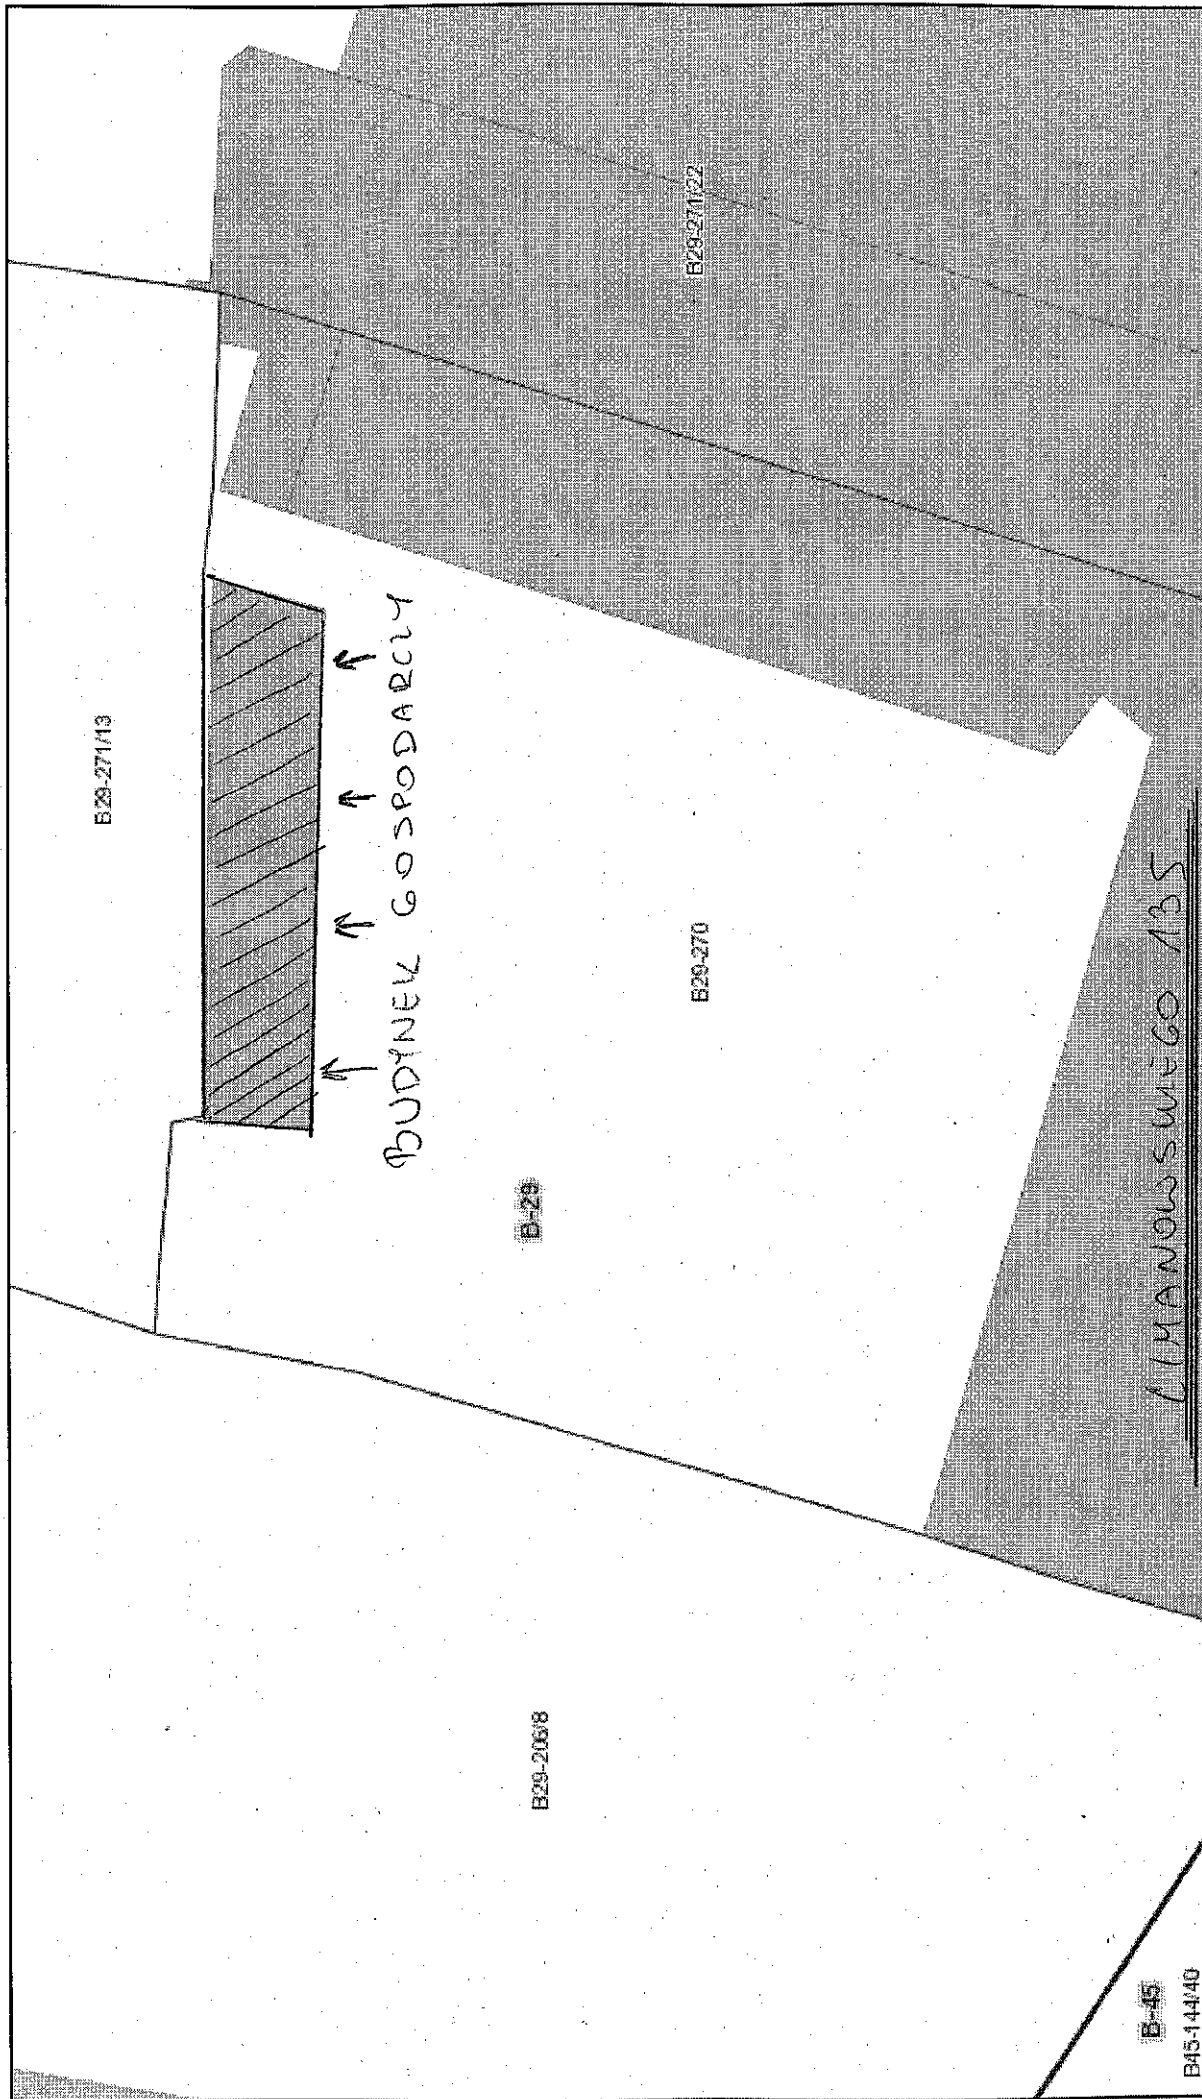 B29-271/13
B29-271/22
BUDYNEK GOSPODARCZY
B29-270
B-29
LIMANOWSKIEGO 135
B29-206/8
B-45
B45-144/40